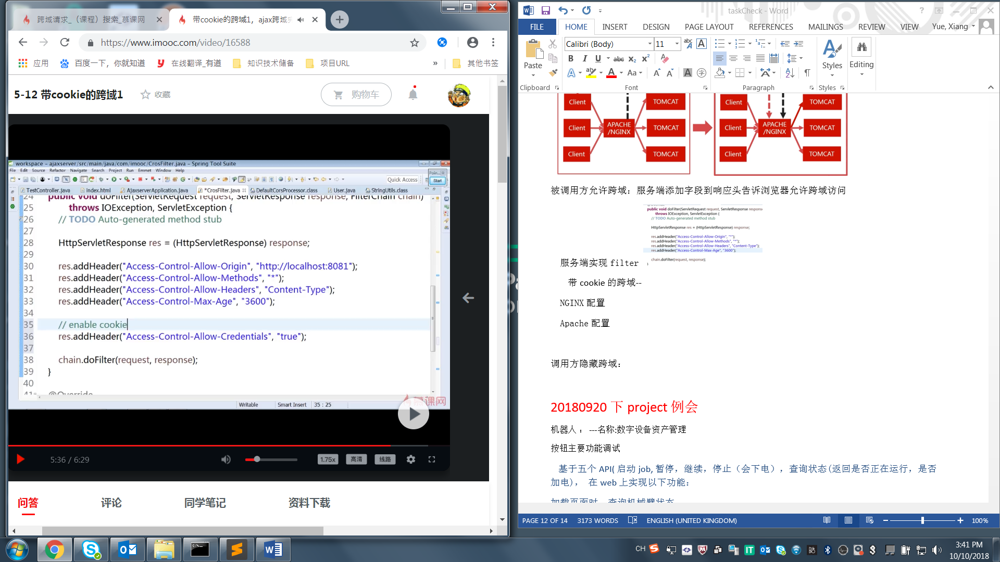 跨域请求_（课程）搜索_慕课网
带cookie的跨域1，ajax跨域
https://www.imooc.com/video/16588
应用
百度一下，你就知道
在线翻译_有道
知识技术储备
项目URL
»
其他书签
5-12 带cookie的跨域1
收藏
购物车
workspace - ajaxserver/src/main/java/com/imooc/CrosFilter.java - Spring Tool Suite
File Edit Source Refactor Navigate Search Project Run Emmet Window Help
Quick Access
Start
TestController.java
index.html
AjaxserverApplication.java
*CrosFilter.java
DefaultCorsProcessor.class
User.java
StringUtils.class
24 public void doFilter(ServletRequest request, ServletResponse response, FilterChain chain)
25 throws IOException, ServletException {
26 // TODO Auto-generated method stub
27
28 HttpServletResponse res = (HttpServletResponse) response;
29
30 res.addHeader("Access-Control-Allow-Origin", "http://localhost:8081");
31 res.addHeader("Access-Control-Allow-Methods", "*");
32 res.addHeader("Access-Control-Allow-Headers", "Content-Type");
33 res.addHeader("Access-Control-Max-Age", "3600");
34
35 // enable cookie
36 res.addHeader("Access-Control-Allow-Credentials", "true");
37
38 chain.doFilter(request, response);
39 }
40
41 @Override
Writable
Smart Insert
35 : 25
慕课网
5:36 / 6:29
1.75x
高清
线路
问答
评论
同学笔记
资料下载
taskCheck - Word
FILE
HOME
INSERT
DESIGN
PAGE LAYOUT
REFERENCES
MAILINGS
REVIEW
VIEW
Yue, Xiang
Paste
Calibri (Body)
11
Styles
Editing
Clipboard
Font
Paragraph
Styles
Client
TOMCAT
Client
TOMCAT
Client
APACHE
/NGINX
TOMCAT
Client
APACHE
/NGINX
TOMCAT
Client
TOMCAT
Client
TOMCAT
被调用方允许跨域：服务端添加字段到响应头告诉浏览器允许跨域访问
public void doFilter(ServletRequest request, ServletResponse response
throws IOException, ServletException {
// TODO Auto-generated method stub
HttpServletResponse res = (HttpServletResponse) response;
res.addHeader("Access-Control-Allow-Origin", "*");
res.addHeader("Access-Control-Allow-Methods", "*");
res.addHeader("Access-Control-Allow-Headers", "Content-Type");
res.addHeader("Access-Control-Max-Age", "3600");
chain.doFilter(request, response);
}
服务端实现 filter
带 cookie 的跨域--
NGINX 配置
Apache 配置
调用方隐藏跨域：
20180920 下 project 例会
机器人 ： ---名称:数字设备资产管理
按钮主要功能调试
基于五个 API( 启动 job, 暂停，继续，停止（会下电），查询状态(返回是否正在运行，是否
加电)， 在 web 上实现以下功能：
加载页面时，查询机械臂状态
PAGE 12 OF 14
3173 WORDS
ENGLISH (UNITED KINGDOM)
100%
CH
3:41 PM
10/10/2018